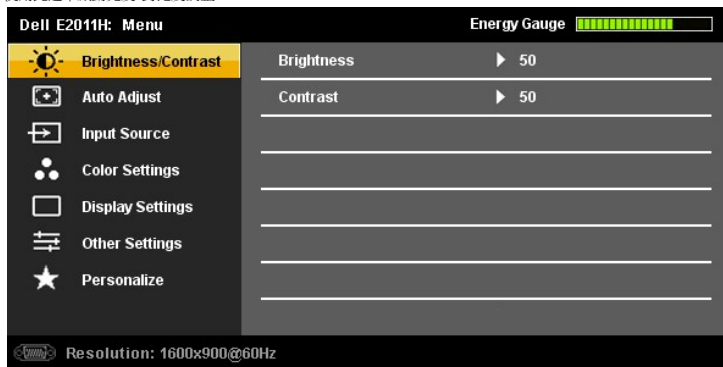 Dell E2011H: Menu
Energy Gauge
Brightness/Contrast
Brightness 50
Auto Adjust
Contrast 50
Input Source
Color Settings
Display Settings
Other Settings
Personalize
Resolution: 1600x900@60Hz